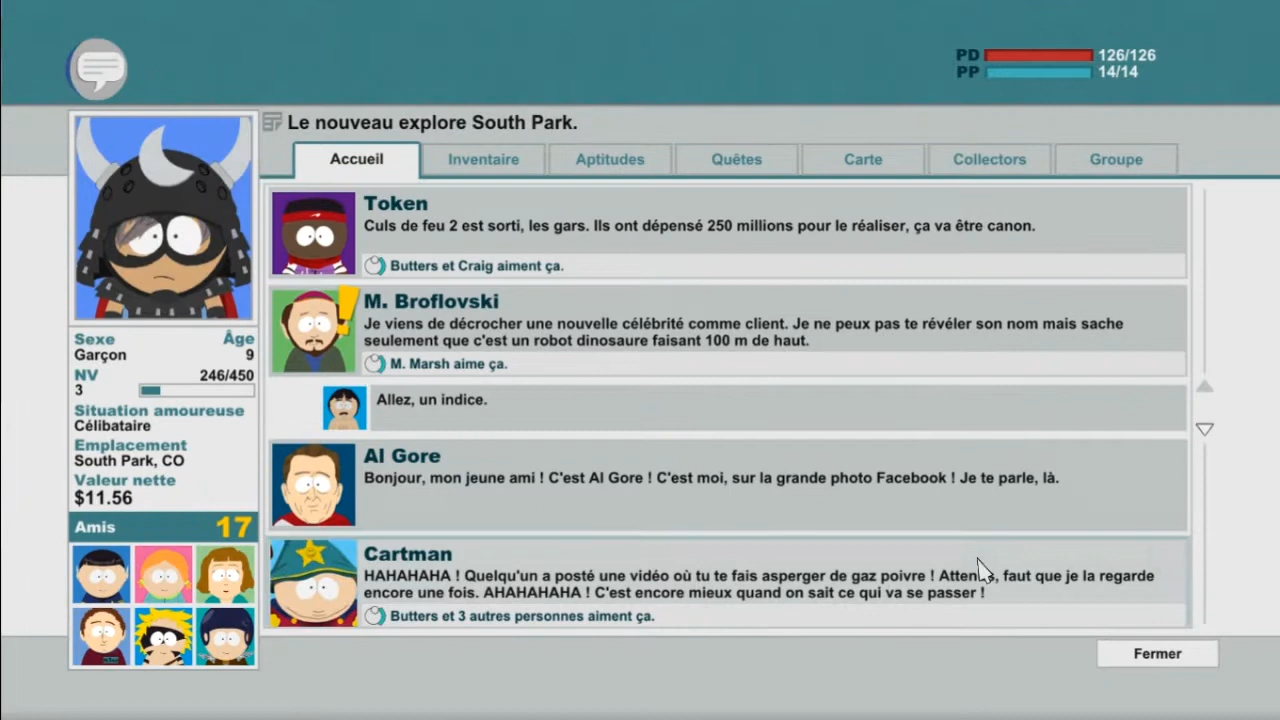 PD 126/126
PP 14/14
Le nouveau explore South Park.
Accueil Inventaire Aptitudes Quêtes Carte Collectors Groupe
Sexe Âge
Garçon 9
NV 246/450
3
Situation amoureuse
Célibataire
Emplacement
South Park, CO
Valeur nette
$11.56
Amis 17
Token
Culs de feu 2 est sorti, les gars. Ils ont dépensé 250 millions pour le réaliser, ça va être canon.
Butters et Craig aiment ça.
M. Broflovski
Je viens de décrocher une nouvelle célébrité comme client. Je ne peux pas te révéler son nom mais sache
seulement que c'est un robot dinosaure faisant 100 m de haut.
M. Marsh aime ça.
Allez, un indice.
Al Gore
Bonjour, mon jeune ami ! C'est Al Gore ! C'est moi, sur la grande photo Facebook ! Je te parle, là.
Cartman
HAHAHAHA ! Quelqu'un a posté une vidéo où tu te fais asperger de gaz poivre ! Attends, faut que je la regarde
encore une fois. AHAHAHAHA ! C'est encore mieux quand on sait ce qui va se passer !
Butters et 3 autres personnes aiment ça.
Fermer